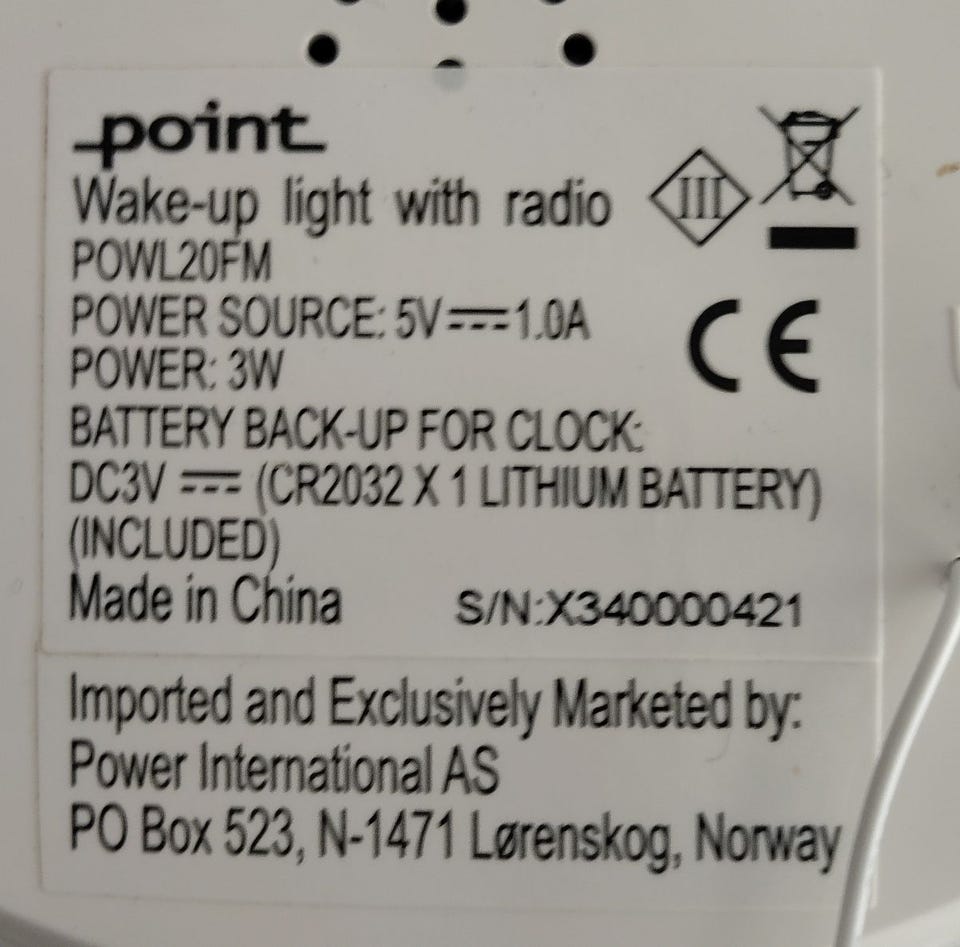 point
Wake-up light with radio
III
POWL20FM
POWER SOURCE: 5V⎓1.0A
POWER: 3W
CE
BATTERY BACK-UP FOR CLOCK:
DC3V ⎓ (CR2032 X 1 LITHIUM BATTERY)
(INCLUDED)
Made in China S/N:X340000421
Imported and Exclusively Marketed by:
Power International AS
PO Box 523, N-1471 Lørenskog, Norway